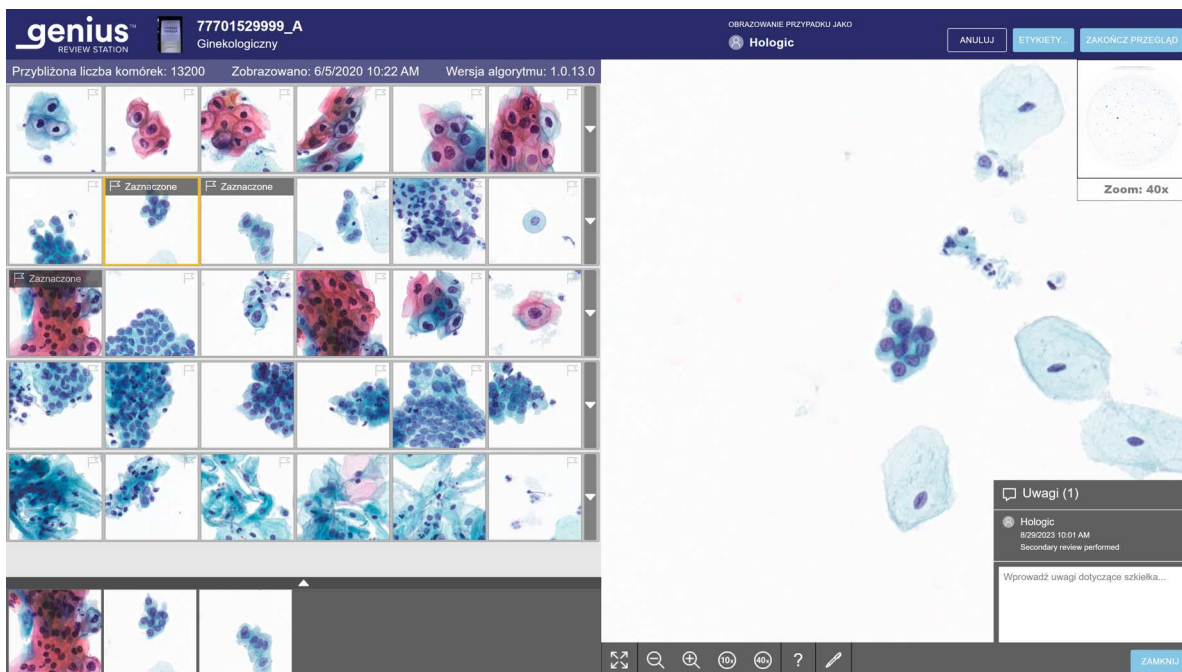 genius™
REVIEW STATION
77701529999_A
Ginekologiczny
OBRAZOWANIE PRZYPADKU JAKO
Hologic
ANULUJ
ETYKIETY...
ZAKOŃCZ PRZEGLĄD
Przybliżona liczba komórek: 13200
Zobrazowano: 6/5/2020 10:22 AM
Wersja algorytmu: 1.0.13.0
Zaznaczone
Zaznaczone
Zaznaczone
Zoom: 40x
Uwagi (1)
Hologic
8/29/2023 10:01 AM
Secondary review performed
Wprowadź uwagi dotyczące szkiełka...
10x
40x
?
ZAMKNIJ